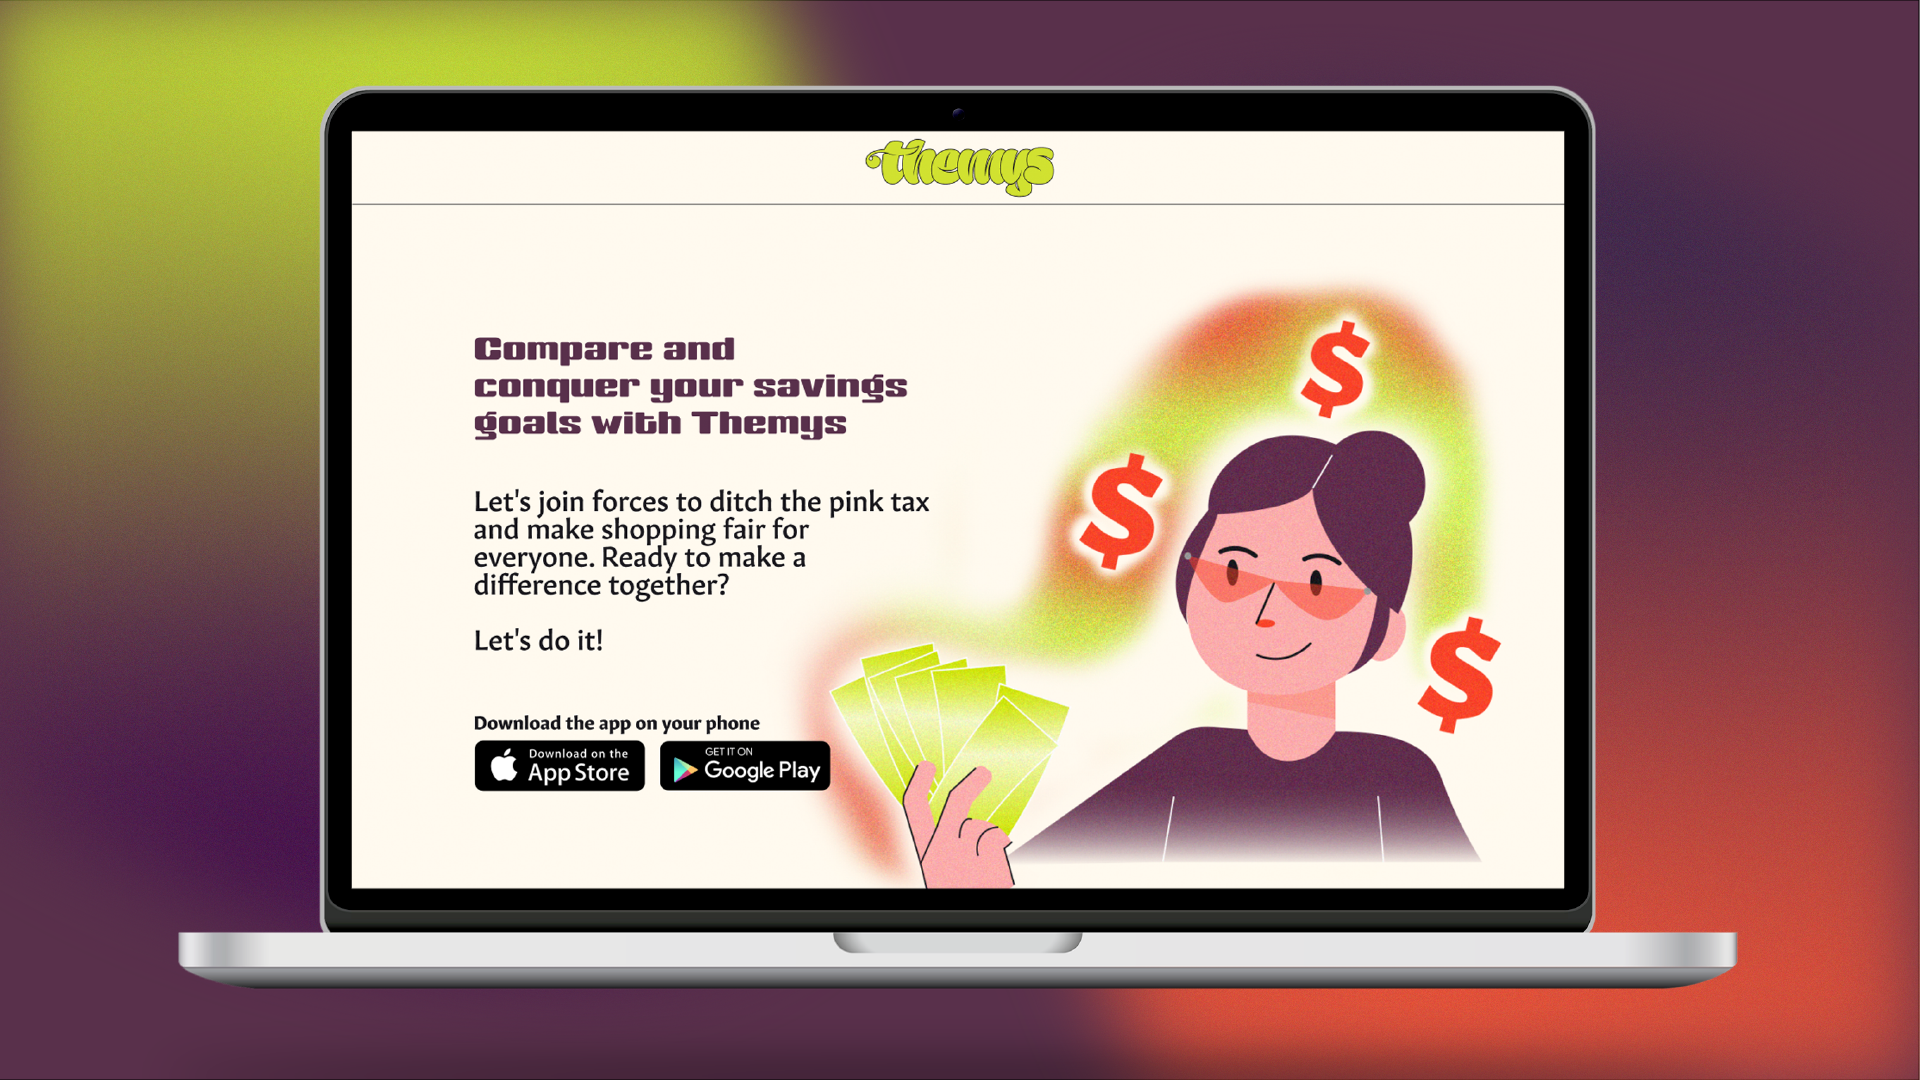 themys
Compare and
conquer your savings
goals with Themys
Let's join forces to ditch the pink tax
and make shopping fair for
everyone. Ready to make a
difference together?
Let's do it!
Download the app on your phone
Download on the
App Store
GET IT ON
Google Play
$
$
$